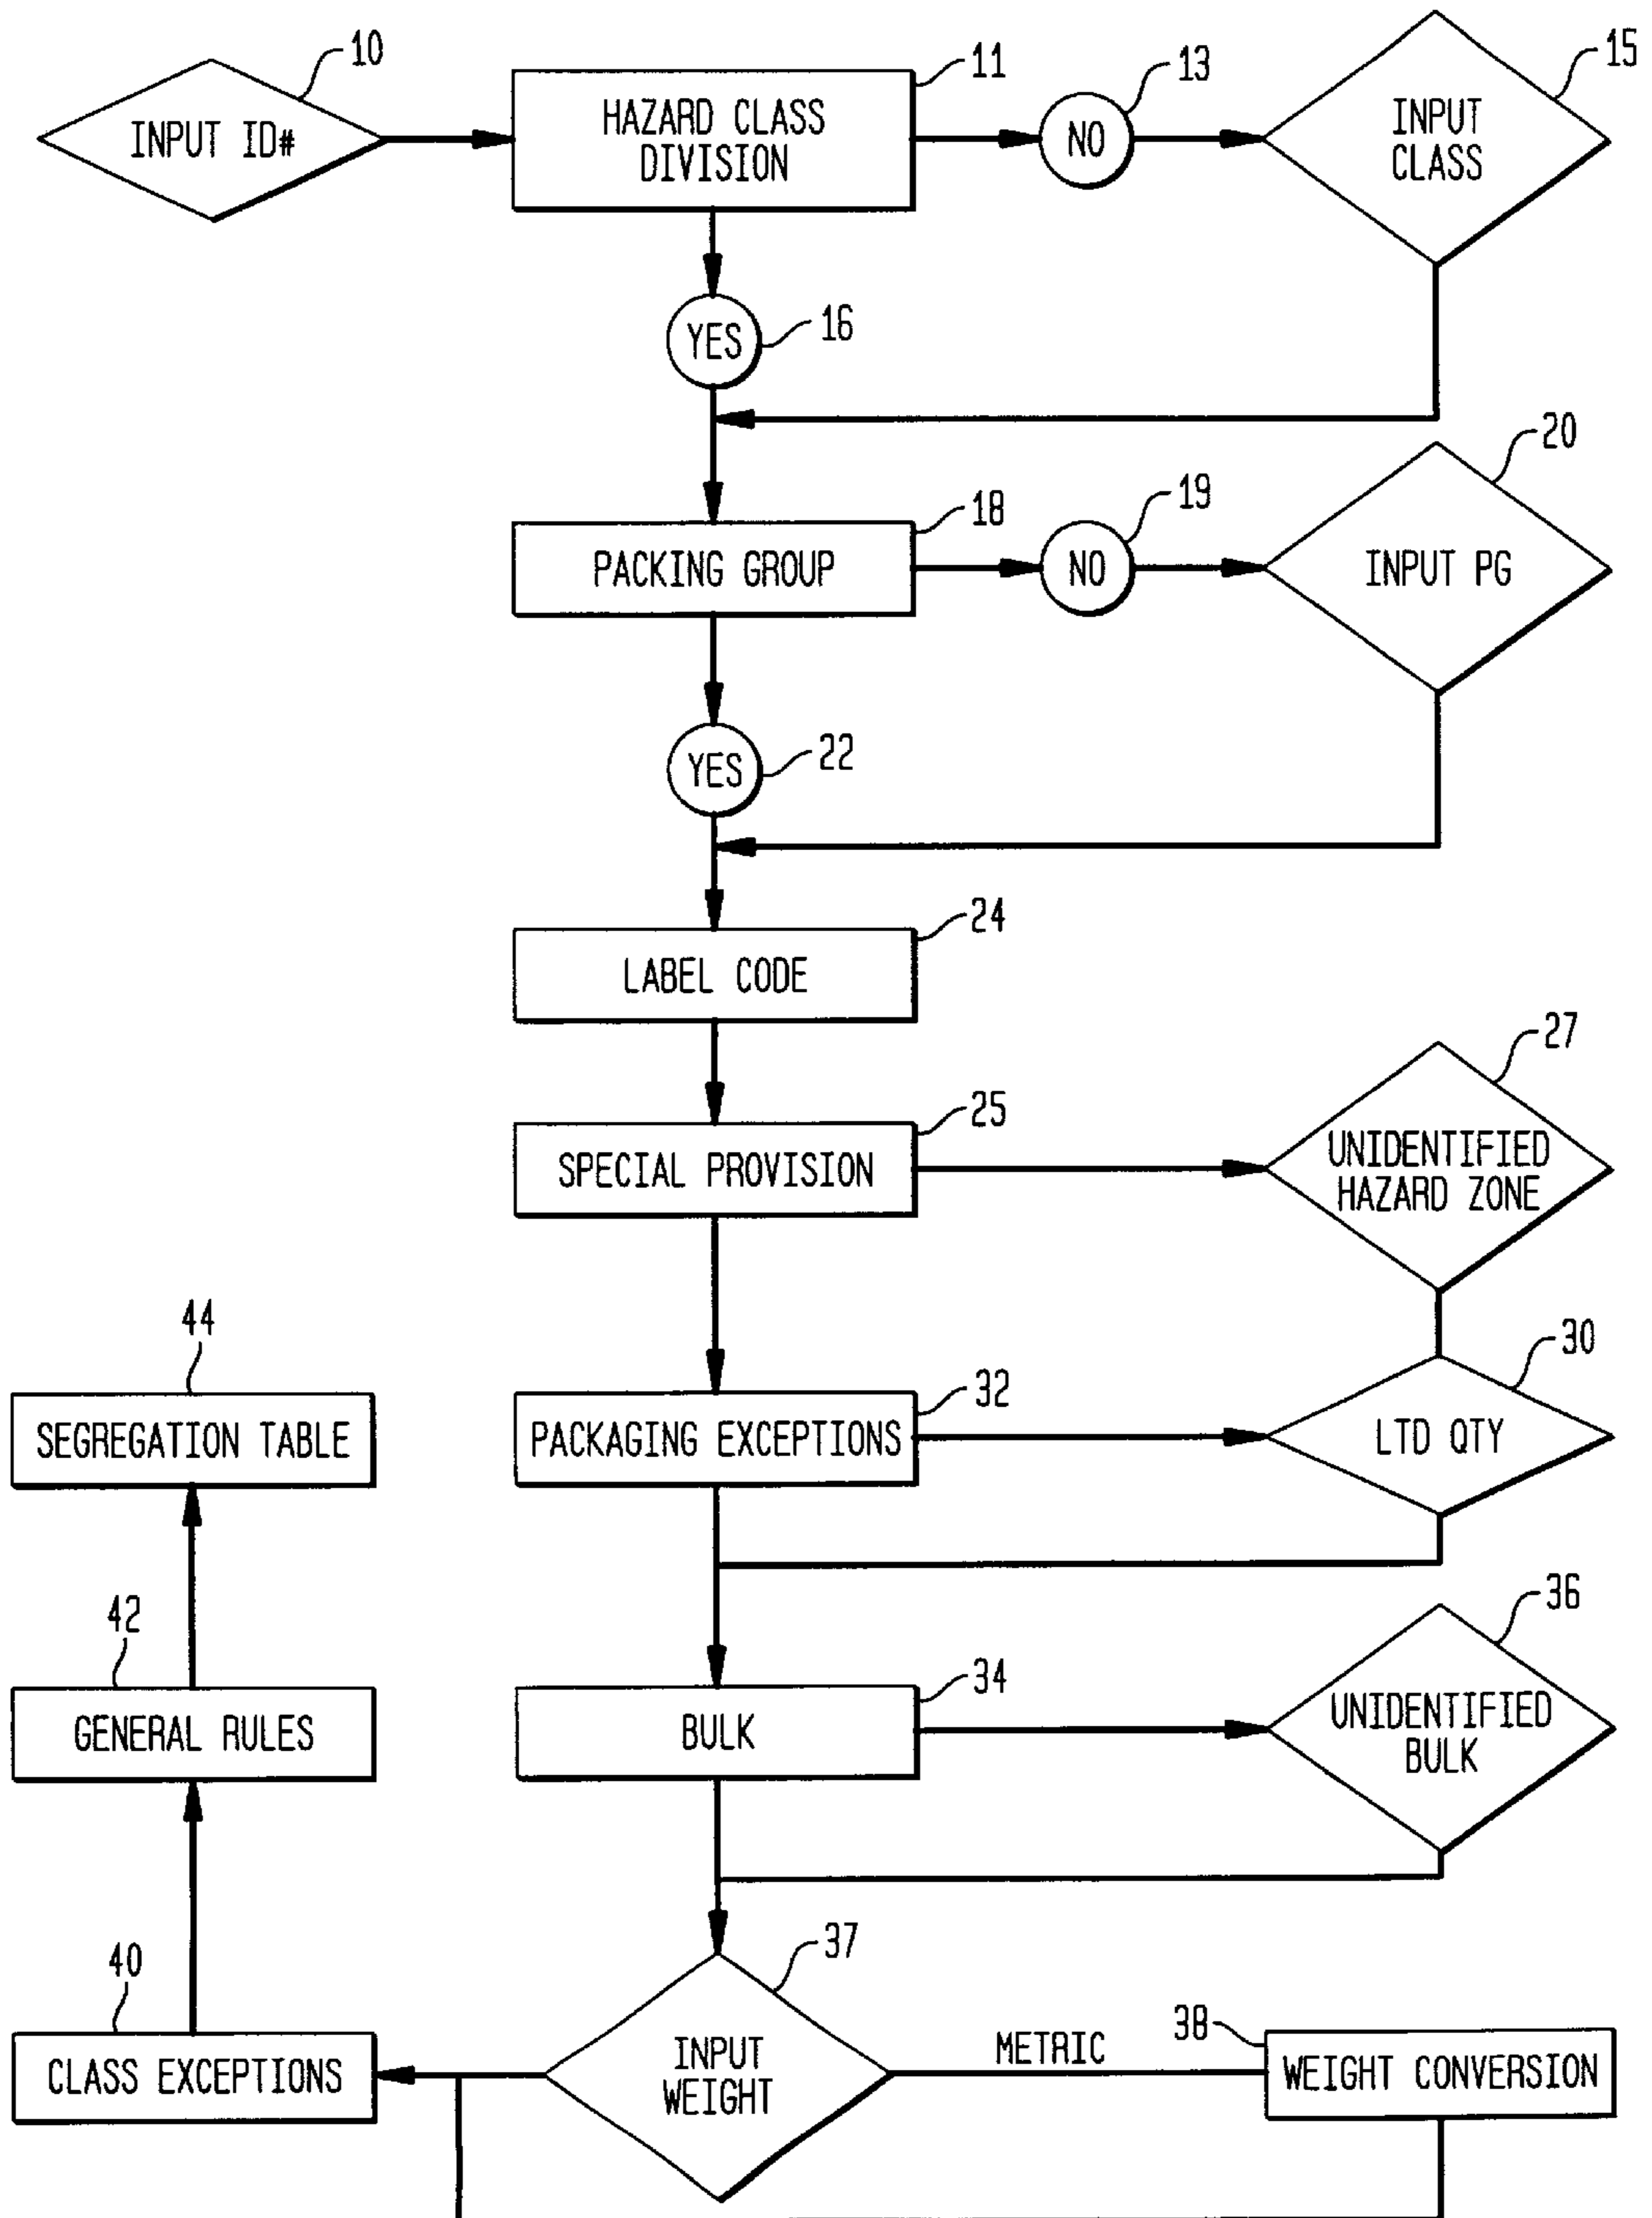 10
INPUT ID#
11
HAZARD CLASS
DIVISION
13
NO
15
INPUT
CLASS
16
YES
18
PACKING GROUP
19
NO
20
INPUT PG
22
YES
24
LABEL CODE
25
SPECIAL PROVISION
27
UNIDENTIFIED
HAZARD ZONE
30
LTD QTY
32
PACKAGING EXCEPTIONS
34
BULK
36
UNIDENTIFIED
BULK
37
INPUT
WEIGHT
METRIC
38
WEIGHT CONVERSION
40
CLASS EXCEPTIONS
42
GENERAL RULES
44
SEGREGATION TABLE